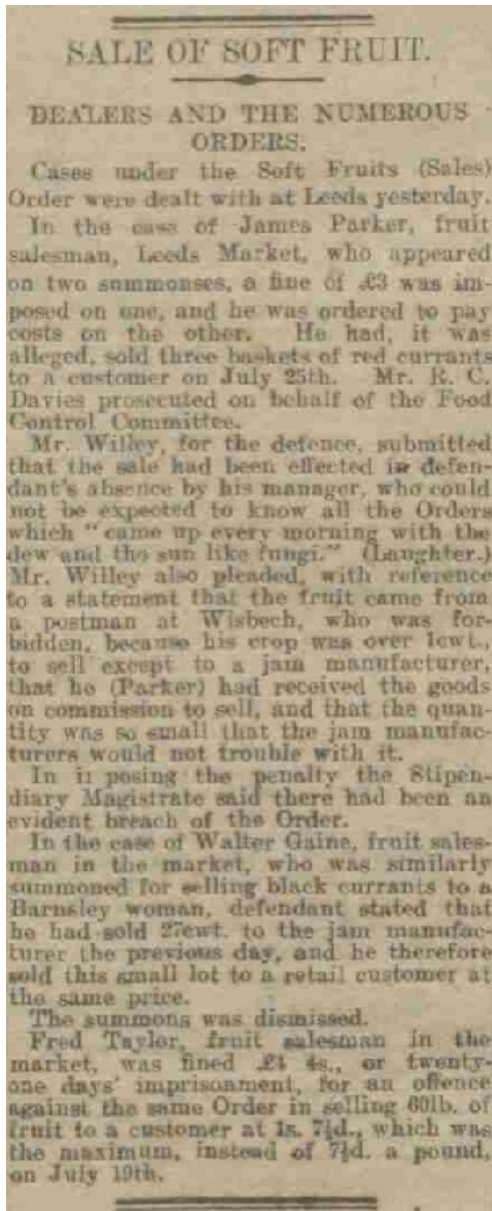 SALE OF SOFT FRUIT.
DEALERS AND THE NUMEROUS
ORDERS.
Cases under the Soft Fruits (Sales)
Order were dealt with at Leeds yesterday.
In the case of James Parker, fruit
salesman, Leeds Market, who appeared
on two summonses, a fine of £3 was im-
posed on one, and he was ordered to pay
costs on the other. He had, it was
alleged, sold three baskets of red currants
to a customer on July 25th. Mr. R. C.
Davies prosecuted on behalf of the Food
Control Committee.
Mr. Willey, for the defence, submitted
that the sale had been effected in defen-
dant's absence by his manager, who could
not be expected to know all the Orders
which "came up every morning with the
dew and the sun like fungi." (Laughter.)
Mr. Willey also pleaded, with reference
to a statement that the fruit came from
a postman at Wisbech, who was for-
bidden, because his crop was over 1cwt.,
to sell except to a jam manufacturer,
that he (Parker) had received the goods
on commission to sell, and that the quan-
tity was so small that the jam manufac-
turers would not trouble with it.
In posing the penalty the Stipen-
diary Magistrate said there had been an
evident breach of the Order.
In the case of Walter Gaine, fruit sales-
man in the market, who was similarly
summoned for selling black currants to a
Barnsley woman, defendant stated that
he had sold 27cwt. to the jam manufac-
turer the previous day, and he therefore
sold this small lot to a retail customer at
the same price.
The summons was dismissed.
Fred Taylor, fruit salesman in the
market, was fined £4 4s., or twenty-
one days' imprisonment, for an offence
against the same Order in selling 60lb. of
fruit to a customer at 1s. which was
the maximum, instead of a pound,
on July 19th.